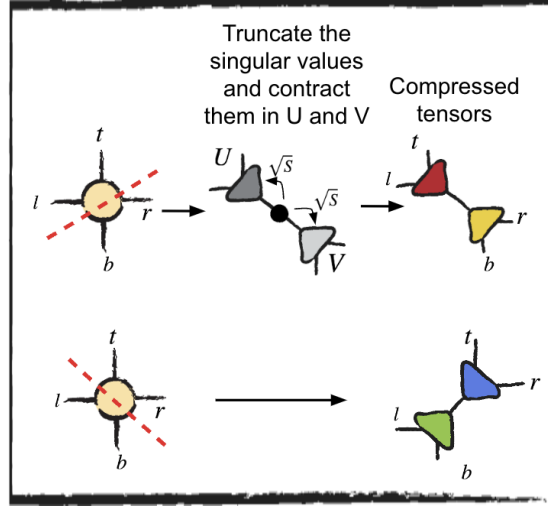 Truncate the
singular values
and contract
them in U and V
Compressed
tensors
t
l
r
b
U
√S
√S
V
t
l
r
b
t
l
r
b
t
r
l
b